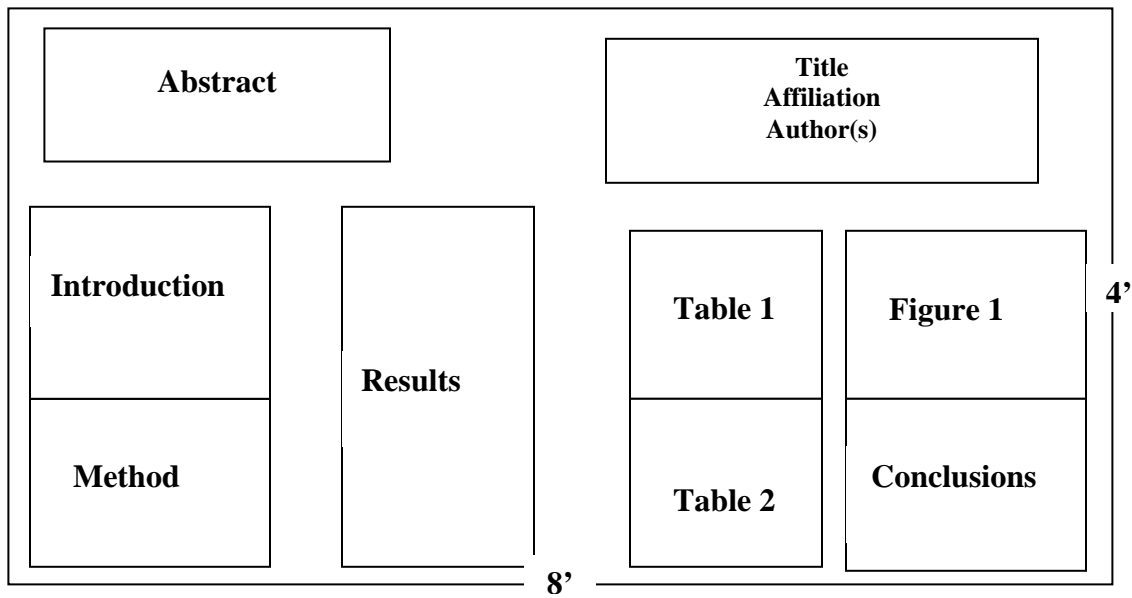 Abstract
Title
Affiliation
Author(s)
Introduction
Method
Results
Table 1
Table 2
Figure 1
Conclusions
4’
8’